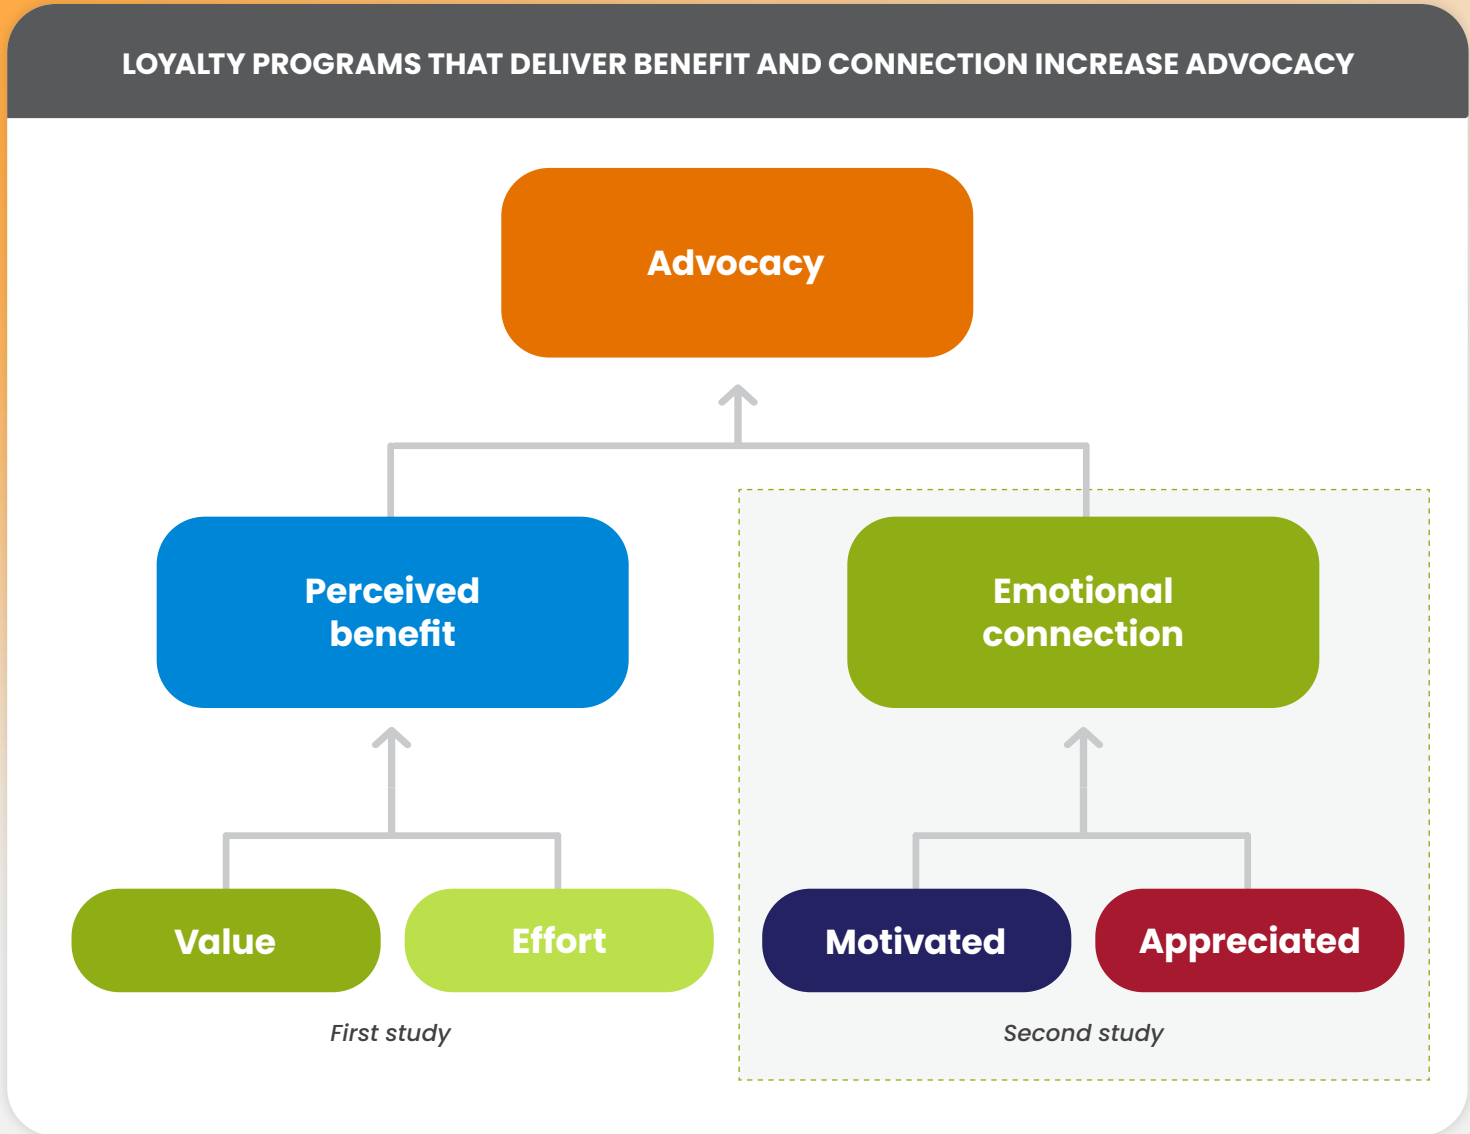 LOYALTY PROGRAMS THAT DELIVER BENEFIT AND CONNECTION INCREASE ADVOCACY
Advocacy
Perceived
benefit
Emotional
connection
Value
Effort
Motivated
Appreciated
First study
Second study